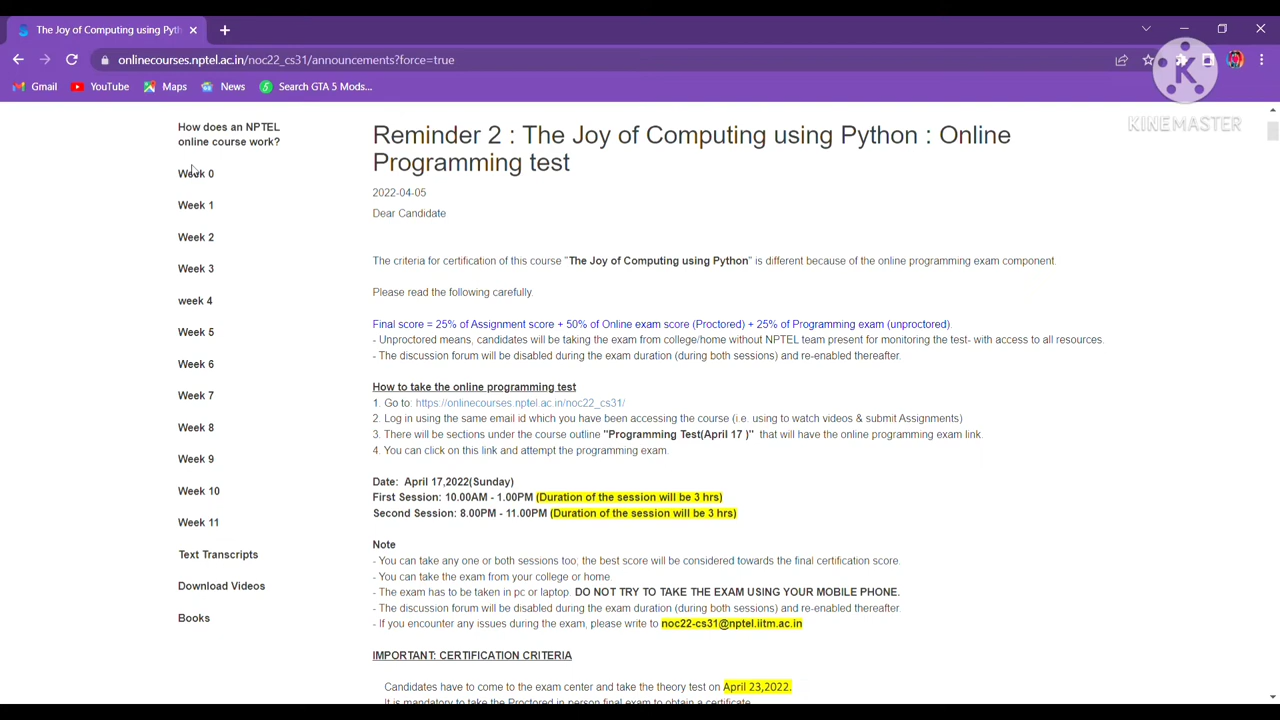 The Joy of Computing using Pyth
onlinecourses.nptel.ac.in/noc22_cs31/announcements?force=true
Gmail YouTube Maps News Search GTA 5 Mods...
K
KINEMASTER
How does an NPTEL
online course work?
Week 0
Week 1
Week 2
Week 3
week 4
Week 5
Week 6
Week 7
Week 8
Week 9
Week 10
Week 11
Text Transcripts
Download Videos
Books
Reminder 2 : The Joy of Computing using Python : Online
Programming test
2022-04-05
Dear Candidate
The criteria for certification of this course "The Joy of Computing using Python" is different because of the online programming exam component.
Please read the following carefully.
Final score = 25% of Assignment score + 50% of Online exam score (Proctored) + 25% of Programming exam (unproctored).
- Unproctored means, candidates will be taking the exam from college/home without NPTEL team present for monitoring the test- with access to all resources.
- The discussion forum will be disabled during the exam duration (during both sessions) and re-enabled thereafter.
How to take the online programming test
1. Go to: https://onlinecourses.nptel.ac.in/noc22_cs31/
2. Log in using the same email id which you have been accessing the course (i.e. using to watch videos & submit Assignments)
3. There will be sections under the course outline "Programming Test(April 17 )" that will have the online programming exam link.
4. You can click on this link and attempt the programming exam.
Date: April 17,2022(Sunday)
First Session: 10.00AM - 1.00PM (Duration of the session will be 3 hrs)
Second Session: 8.00PM - 11.00PM (Duration of the session will be 3 hrs)
Note
- You can take any one or both sessions too, the best score will be considered towards the final certification score.
- You can take the exam from your college or home.
- The exam has to be taken in pc or laptop. DO NOT TRY TO TAKE THE EXAM USING YOUR MOBILE PHONE.
- The discussion forum will be disabled during the exam duration (during both sessions) and re-enabled thereafter.
- If you encounter any issues during the exam, please write to noc22-cs31@nptel.iitm.ac.in
IMPORTANT: CERTIFICATION CRITERIA
Candidates have to come to the exam center and take the theory test on April 23,2022.
It is mandatory to take the Proctored in person final exam to obtain a certificate